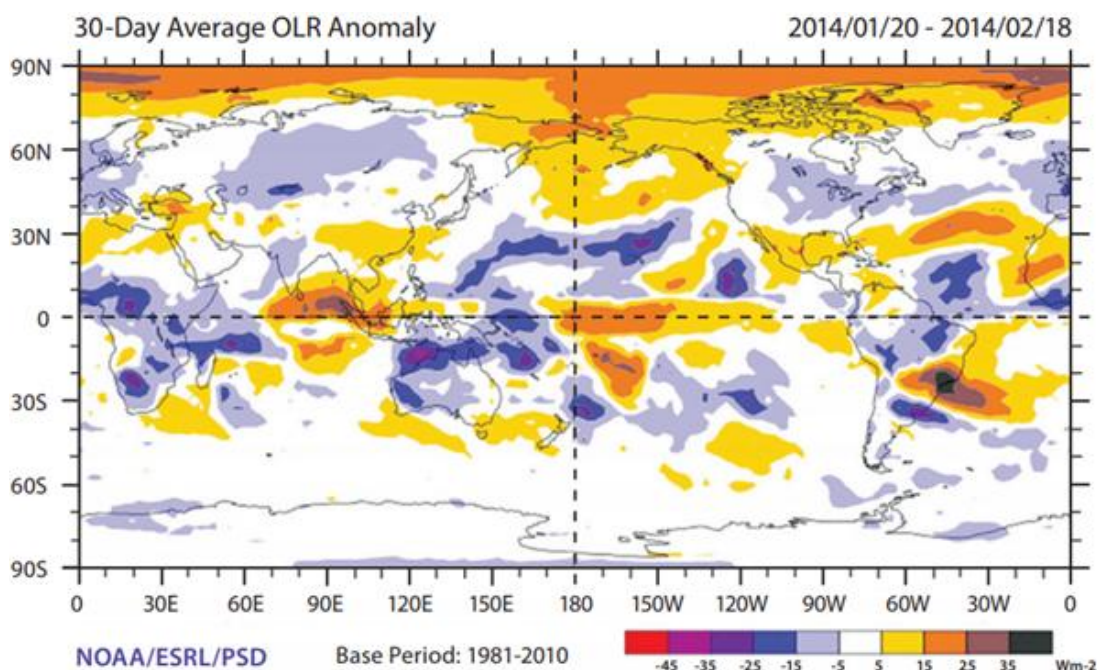 30-Day Average OLR Anomaly 2014/01/20 - 2014/02/18
90N
60N
30N
0
30S
60S
90S
0 30E 60E 90E 120E 150E 180 150W 120W 90W 60W 30W 0
NOAA/ESRL/PSD Base Period: 1981-2010
-45 -35 -25 -15 -5 5 15 25 35 Wm-2